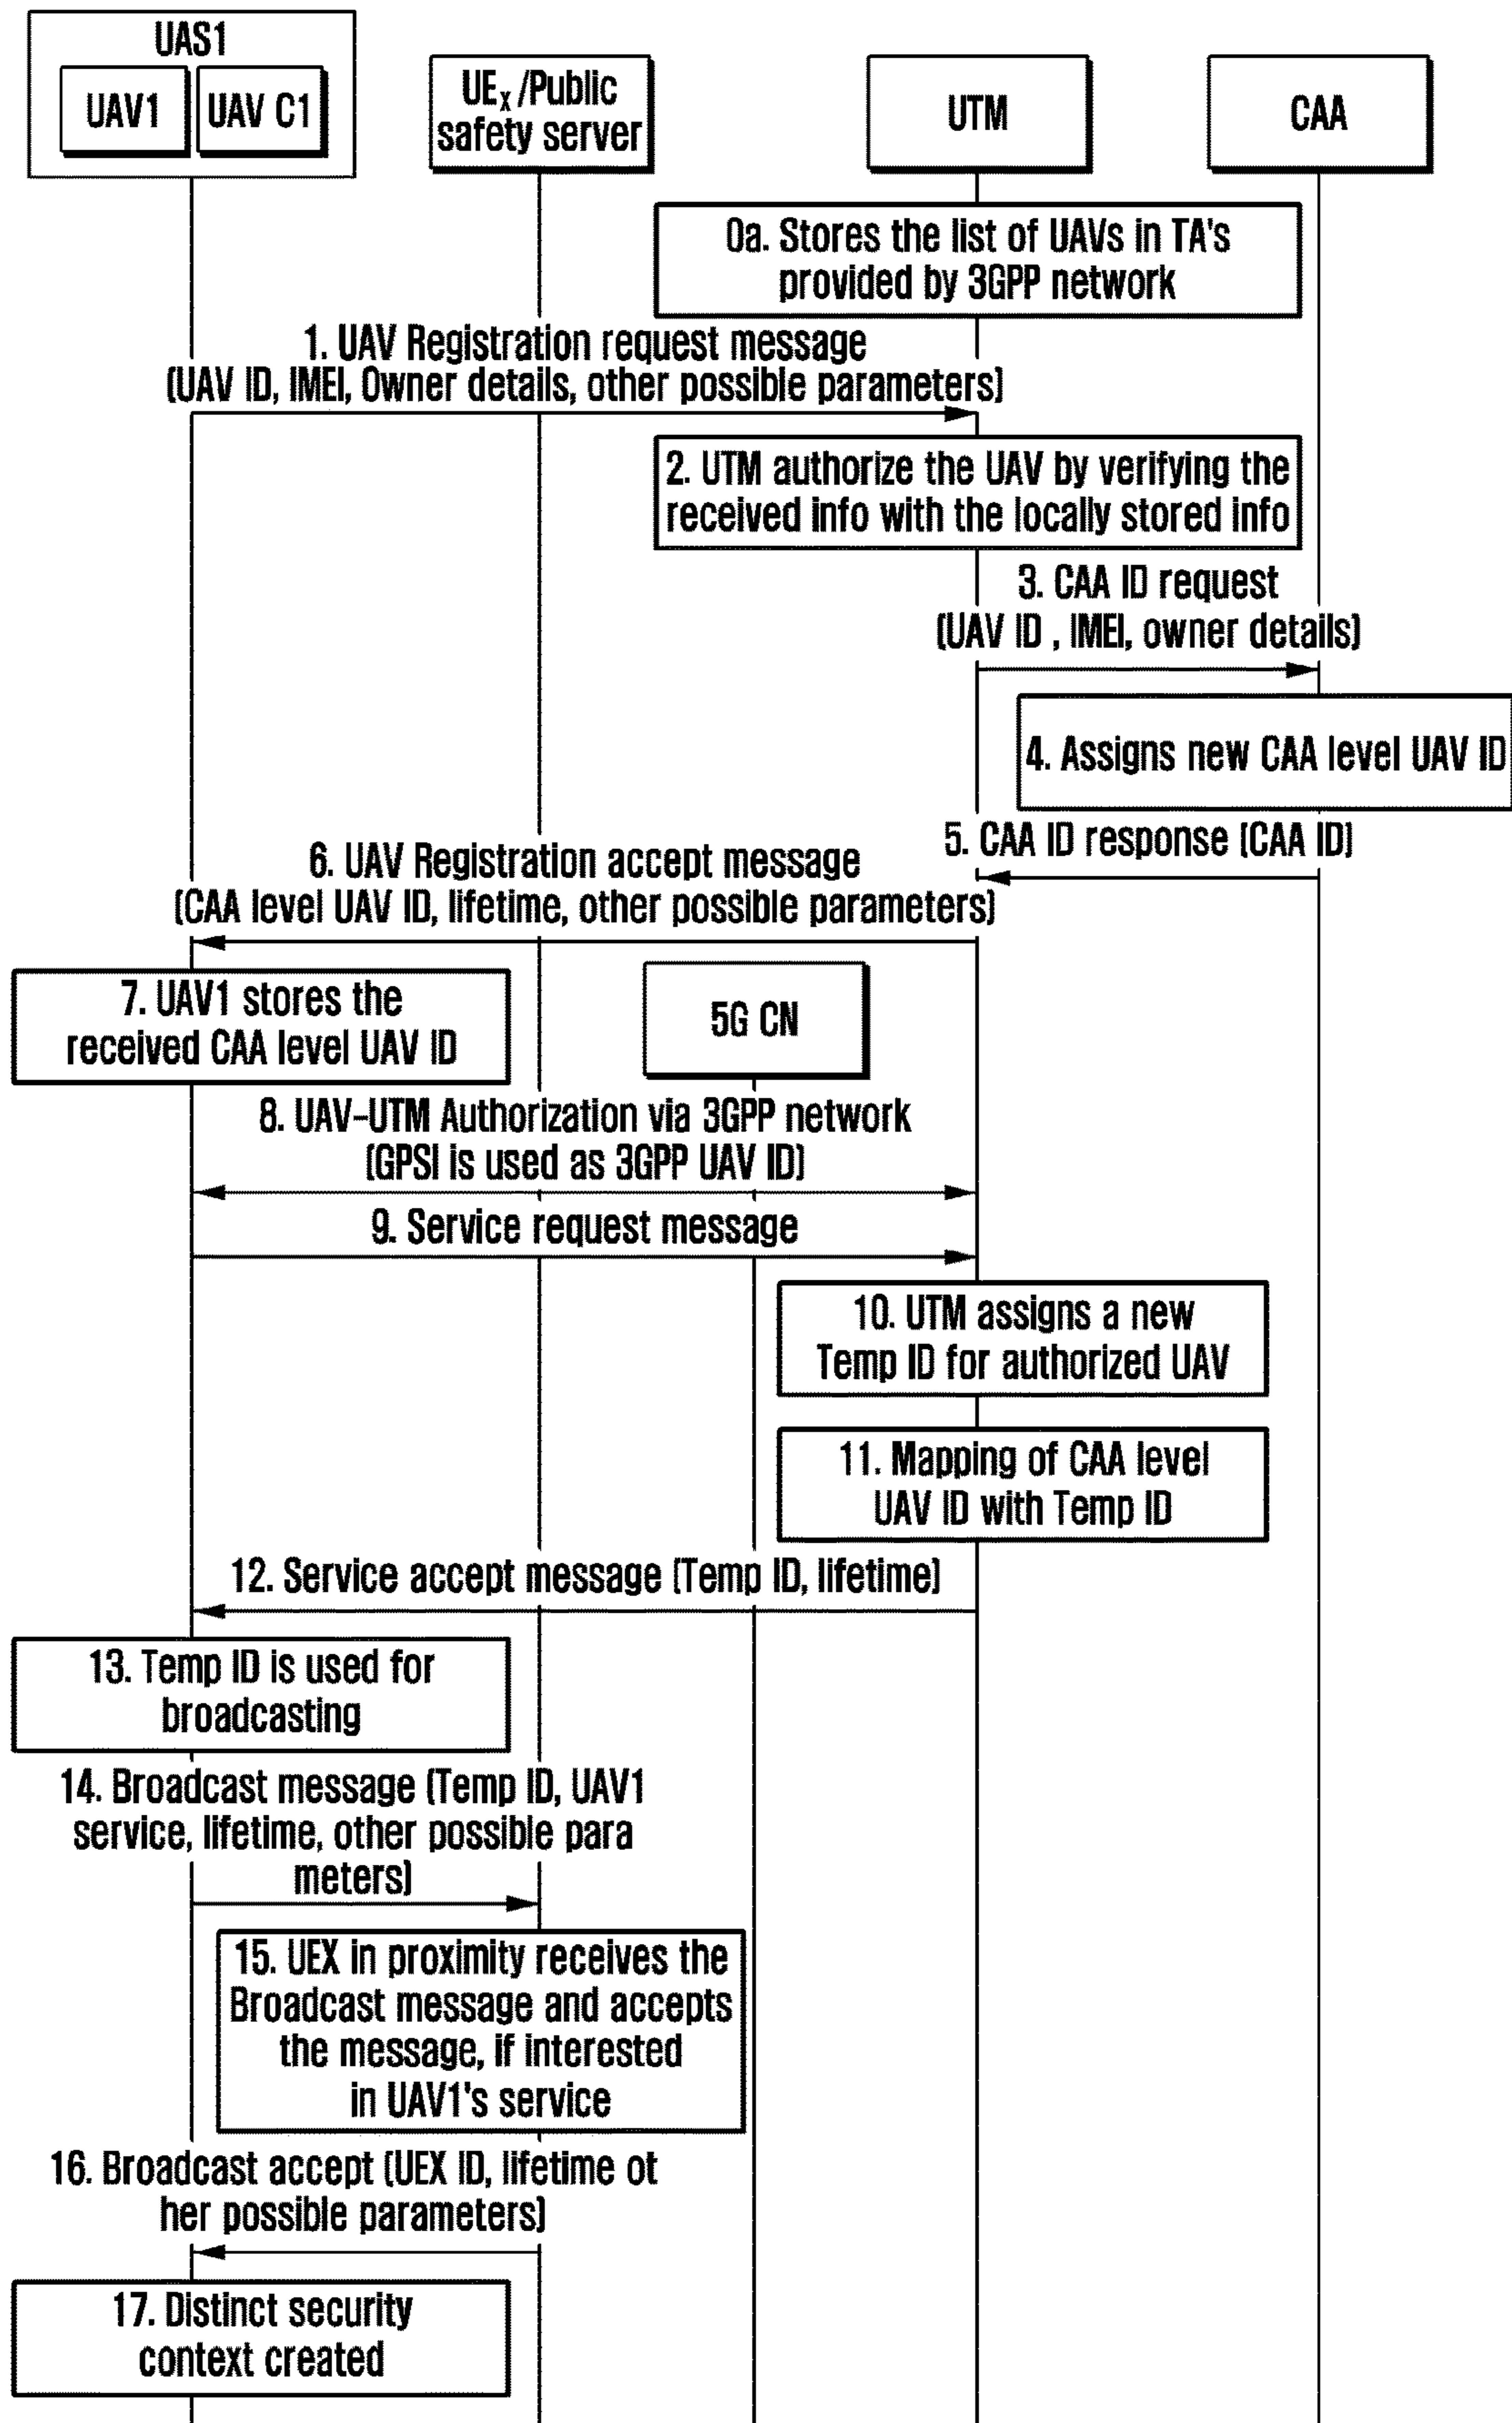 UAS1
UAV1
UAV C1
UEX/Public
safety server
UTM
CAA
0a. Stores the list of UAVs in TA's
provided by 3GPP network
1. UAV Registration request message
(UAV ID, IMEI, Owner details, other possible parameters)
2. UTM authorize the UAV by verifying the
received info with the locally stored info
3. CAA ID request
(UAV ID , IMEI, owner details)
4. Assigns new CAA level UAV ID
5. CAA ID response (CAA ID)
6. UAV Registration accept message
(CAA level UAV ID, lifetime, other possible parameters)
7. UAV1 stores the
received CAA level UAV ID
5G CN
8. UAV-UTM Authorization via 3GPP network
(GPSI is used as 3GPP UAV ID)
9. Service request message
10. UTM assigns a new
Temp ID for authorized UAV
11. Mapping of CAA level
UAV ID with Temp ID
12. Service accept message (Temp ID, lifetime)
13. Temp ID is used for
broadcasting
14. Broadcast message (Temp ID, UAV1
service, lifetime, other possible para
meters)
15. UEX in proximity receives the
Broadcast message and accepts
the message, if interested
in UAV1's service
16. Broadcast accept (UEX ID, lifetime ot
her possible parameters)
17. Distinct security
context created